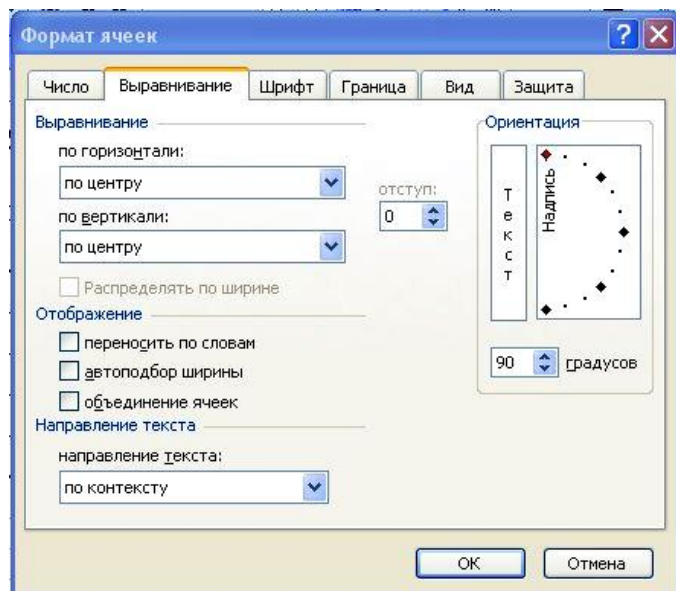 Формат ячеек
Число Выравнивание Шрифт Граница Вид Защита
Выравнивание
по горизонтали:
по центру
отступ:
0
по вертикали:
по центру
Распределять по ширине
Отображение
переносить по словам
автоподбор ширины
объединение ячеек
Направление текста
направление текста:
по контексту
Ориентация
Текст
Надпись
90 градусов
ОК Отмена